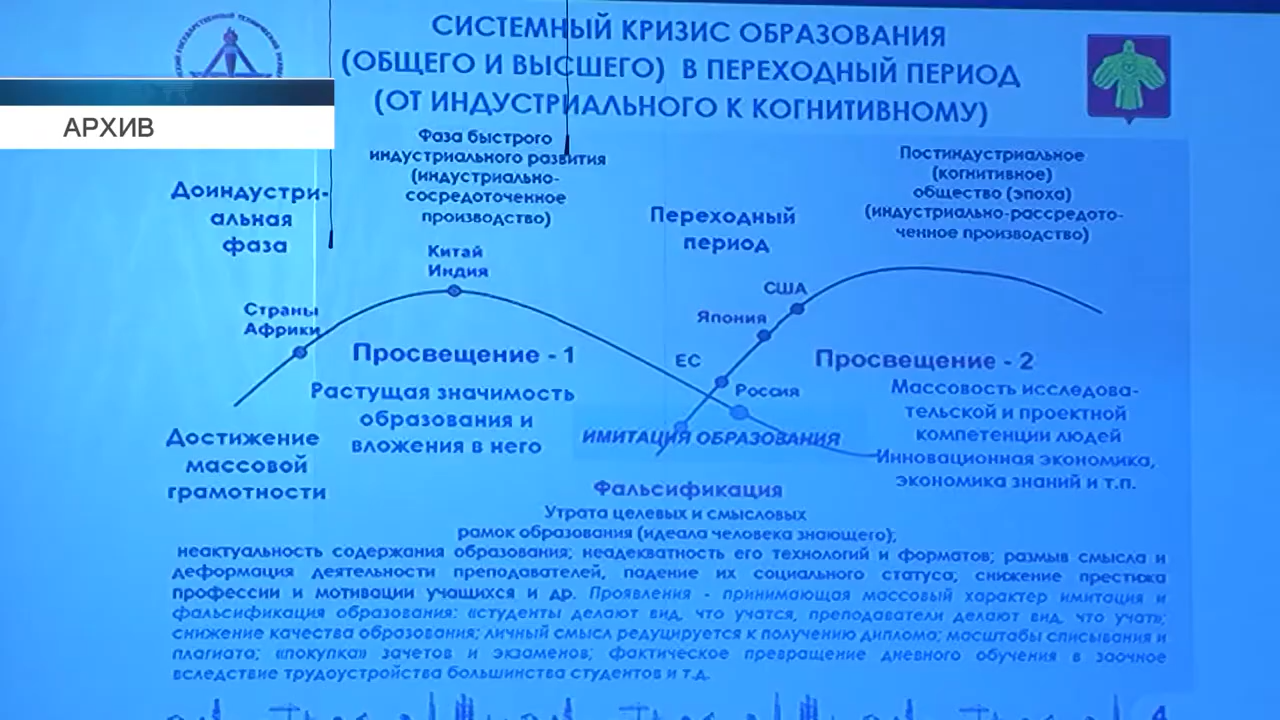 СИСТЕМНЫЙ КРИЗИС ОБРАЗОВАНИЯ
(ОБЩЕГО И ВЫСШЕГО) В ПЕРЕХОДНЫЙ ПЕРИОД
(ОТ ИНДУСТРИАЛЬНОГО К КОГНИТИВНОМУ)
АРХИВ
Доиндустри-
альная
фаза
Фаза быстрого
индустриального развития
(индустриально-
сосредоточенное
производство)
Переходный
период
Постиндустриальное
(когнитивное)
общество (эпоха)
(индустриально-рассредото-
ченное производство)
Китай
Индия
Страны
Африки
США
Япония
ЕС
Россия
Просвещение - 1
Растущая значимость
образования и
вложения в него
Просвещение - 2
Массовость исследова-
тельской и проектной
компетенции людей
Инновационная экономика,
экономика знаний и т.п.
Достижение
массовой
грамотности
ИМИТАЦИЯ ОБРАЗОВАНИЯ
Фальсификация
Утрата целевых и смысловых
рамок образования (идеала человека знающего);
неактуальность содержания образования; неадекватность его технологий и форматов; размыв смысла и
деформация деятельности преподавателей, падение их социального статуса, снижение престижа
профессии и мотивации учащихся и др. Проявления - принимающая массовый характер имитация и
фальсификация образования: «студенты делают вид, что учатся, преподаватели делают вид, что учат»;
снижение качества образования; личный смысл редуцируется к получению диплома; масштабы списывания и
плагиата; «покупка» зачетов и экзаменов; фактическое превращение дневного обучения в заочное
вследствие трудоустройства большинства студентов и т.д.
4